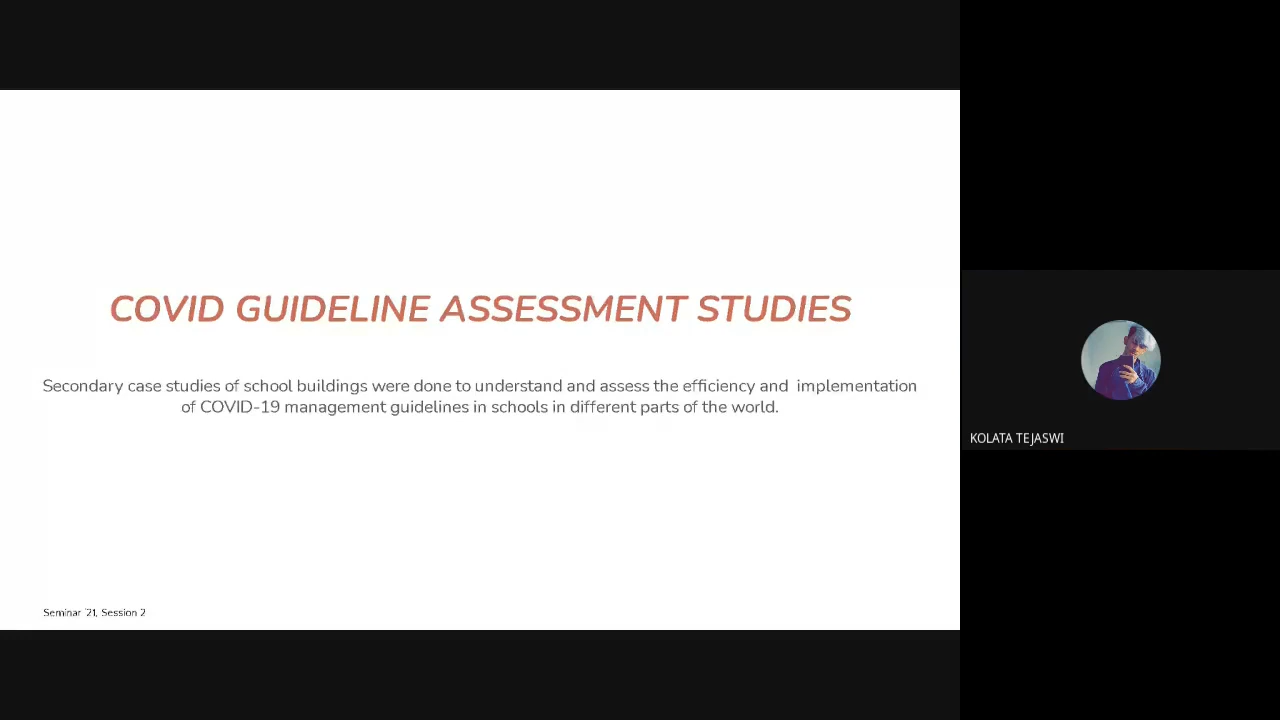 COVID GUIDELINE ASSESSMENT STUDIES
Secondary case studies of school buildings were done to understand and assess the efficiency and implementation
of COVID-19 management guidelines in schools in different parts of the world.
KOLATA TEJASWI
Seminar '21, Session 2